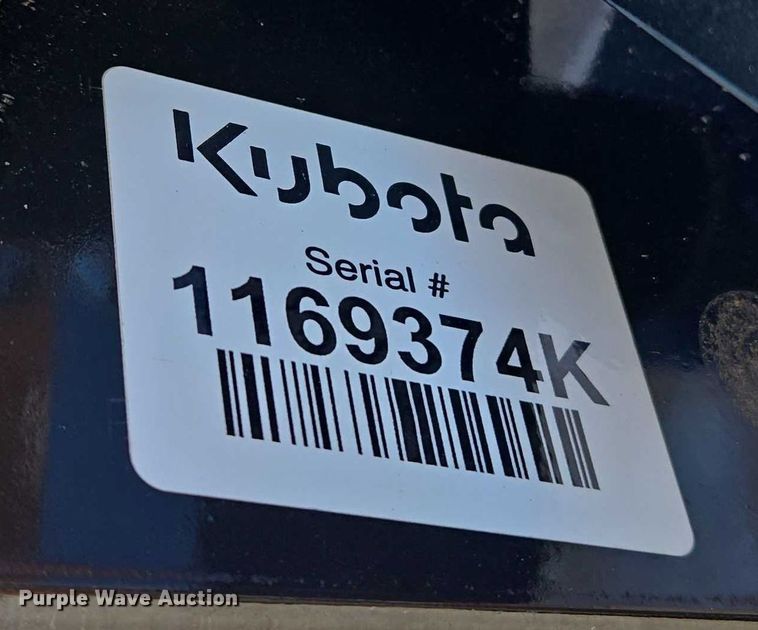 Kubota
Serial #
1169374K
Purple Wave Auction